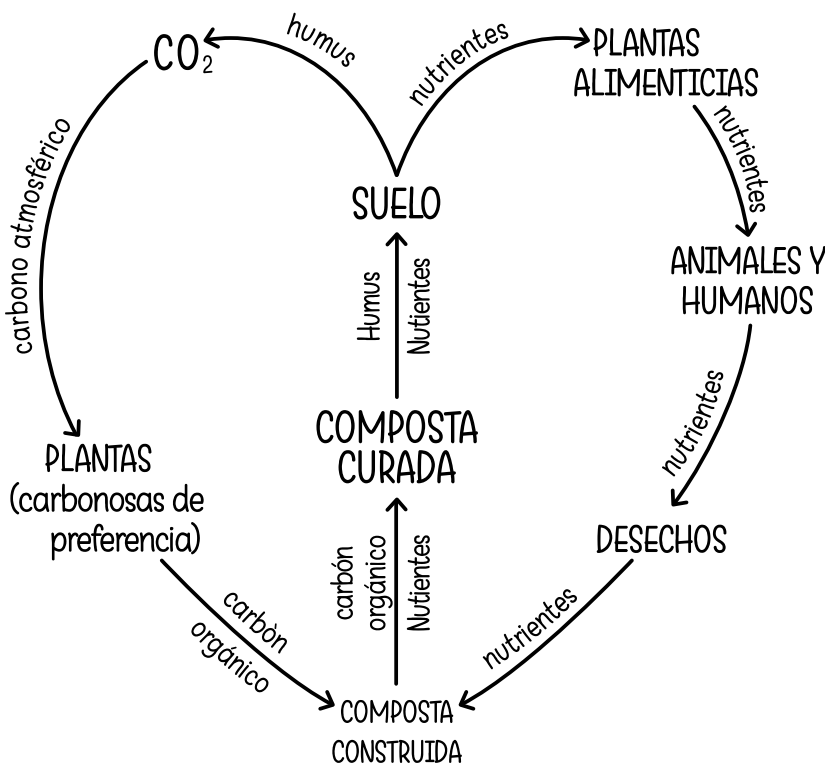 humus
nutrientes
CO₂
PLANTAS
ALIMENTICIAS
carbono atmosférico
nutrientes
SUELO
ANIMALES Y
HUMANOS
Humus
Nutientes
nutrientes
COMPOSTA
CURADA
PLANTAS
(carbonosas de
preferencia)
DESECHOS
carbón
orgánico
Nutientes
carbòn
orgánico
nutrientes
COMPOSTA
CONSTRUIDA